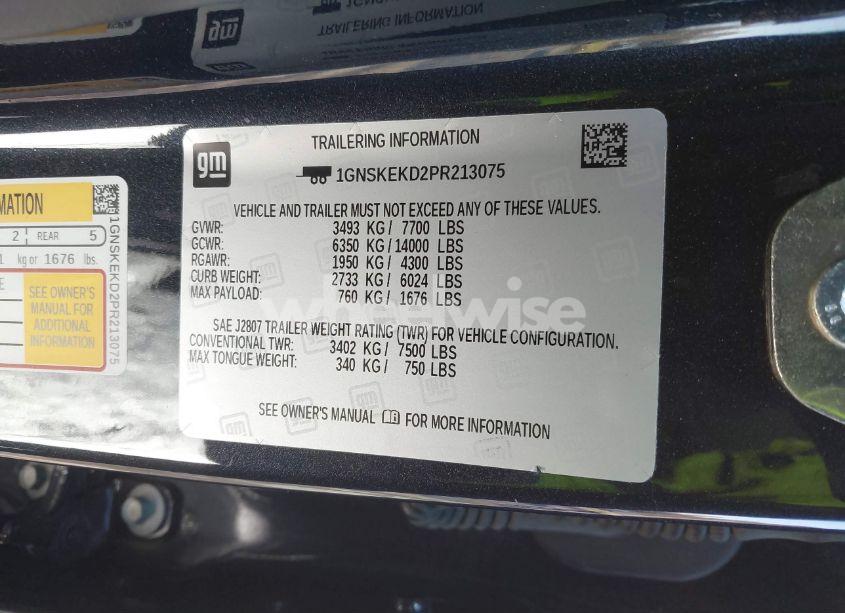 TRAILERING INFORMATION
gm
TRAILERING INFORMATION
gm
1GNSKEKD2PR213075
VEHICLE AND TRAILER MUST NOT EXCEED ANY OF THESE VALUES.
GVWR: 3493 KG/ 7700 LBS
GCWR: 6350 KG/14000 LBS
RGAWR: 1950 KG/ 4300 LBS
CURB WEIGHT: 2733 KG/ 6024 LBS
MAX PAYLOAD: 760 KG/ 1676 LBS
SAE J2807 TRAILER WEIGHT RATING (TWR) FOR VEHICLE CONFIGURATION.
CONVENTIONAL TWR: 3402 KG/ 7500 LBS
MAX TONGUE WEIGHT: 340 KG/ 750 LBS
SEE OWNER'S MANUAL FOR MORE INFORMATION
MATION
2 REAR 5
1 kg or 1676 lbs.
SEE OWNER'S
MANUAL FOR
ADDITIONAL
INFORMATION
1GNSKEKD2PR213075
wheelwise